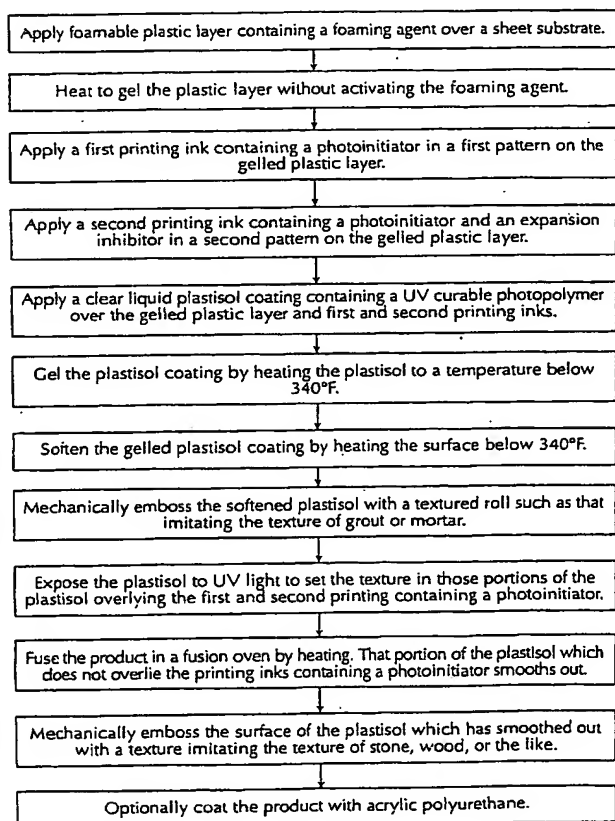 Apply foamable plastic layer containing a foaming agent over a sheet substrate.
Heat to gel the plastic layer without activating the foaming agent.
Apply a first printing ink containing a photoinitiator in a first pattern on the
gelled plastic layer.
Apply a second printing ink containing a photoinitiator and an expansion
inhibitor in a second pattern on the gelled plastic layer.
Apply a clear liquid plastisol coating containing a UV curable photopolymer
over the gelled plastic layer and first and second printing inks.
Gel the plastisol coating by heating the plastisol to a temperature below
340°F.
Soften the gelled plastisol coating by heating the surface below 340°F.
Mechanically emboss the softened plastisol with a textured roll such as that
imitating the texture of grout or mortar.
Expose the plastisol to UV light to set the texture in those portions of the
plastisol overlying the first and second printing containing a photoinitiator.
Fuse the product in a fusion oven by heating. That portion of the plastisol which
does not overlie the printing inks containing a photoinitiator smooths out.
Mechanically emboss the surface of the plastisol which has smoothed out
with a texture imitating the texture of stone, wood, or the like.
Optionally coat the product with acrylic polyurethane.